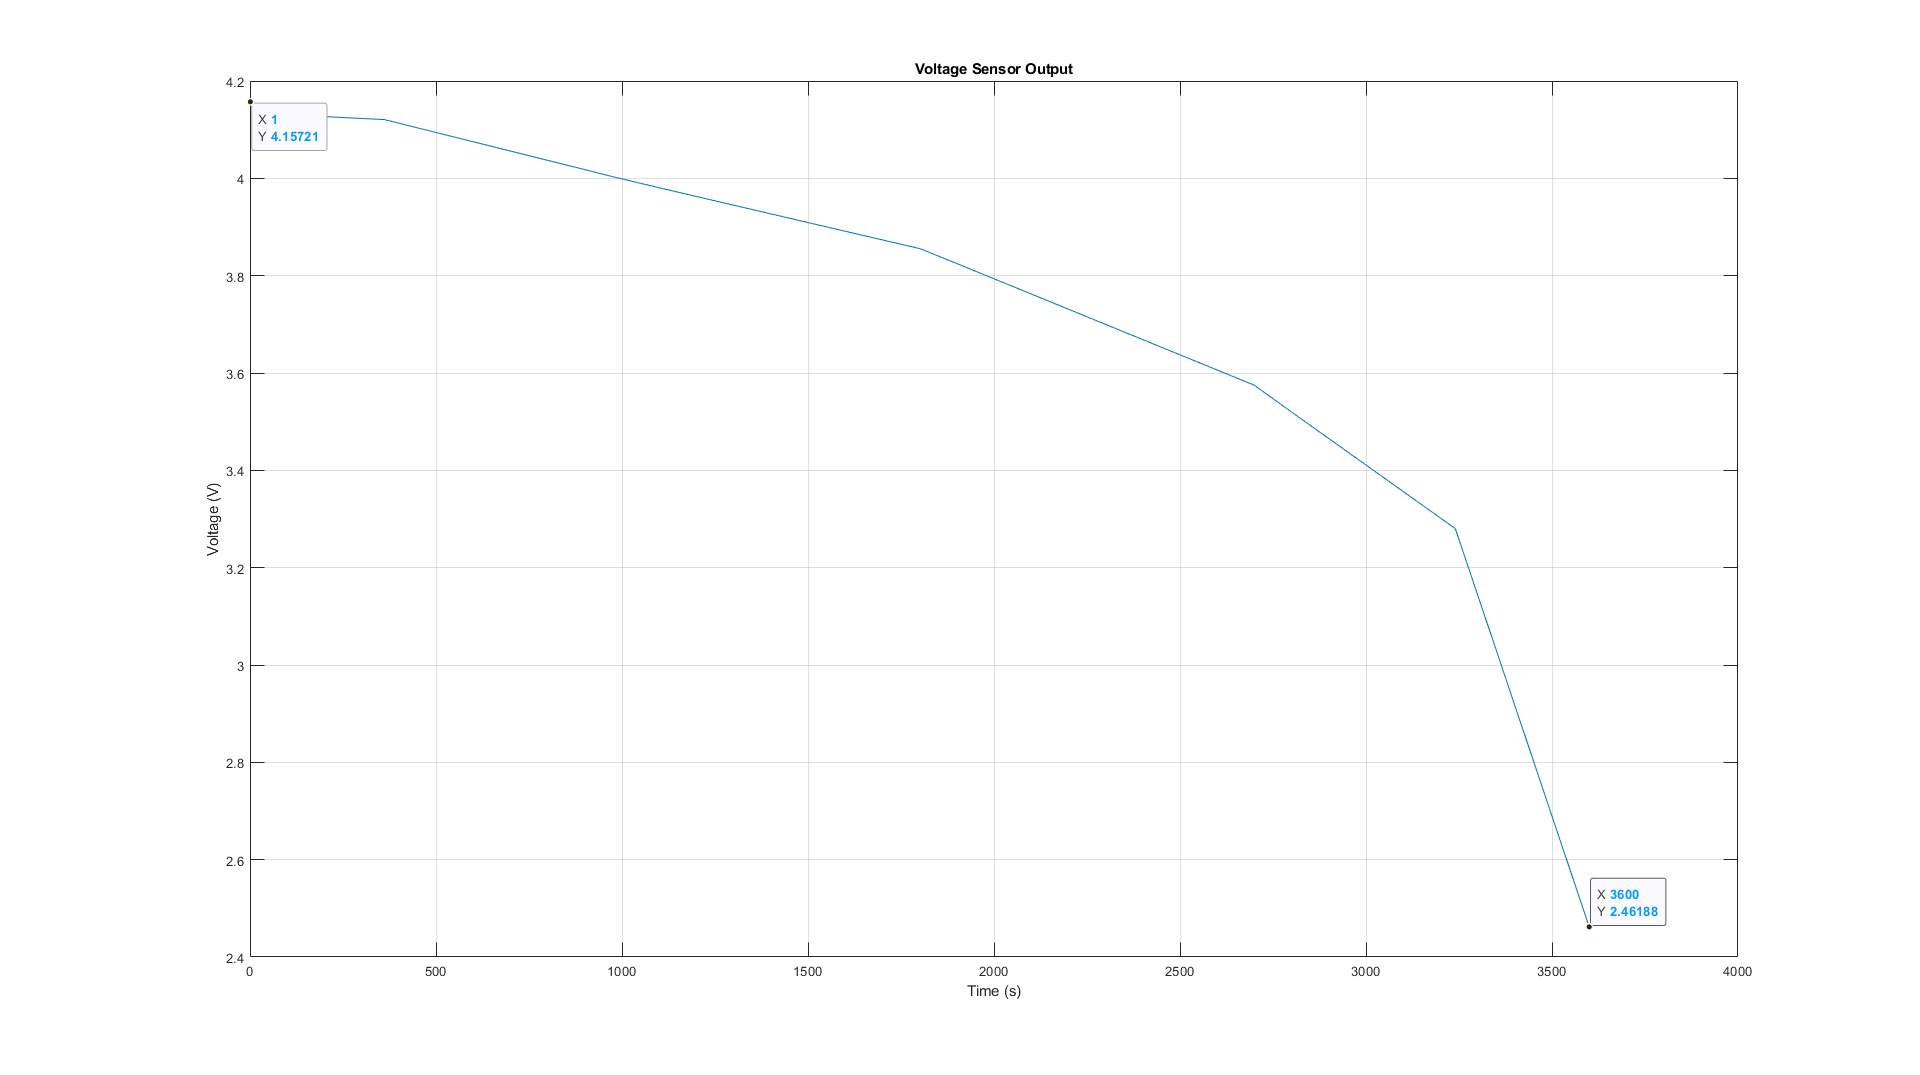 Voltage Sensor Output
4.2
4
3.8
3.6
3.4
3.2
3
2.8
2.6
2.4
Voltage (V)
X 1
Y 4.15721
X 3600
Y 2.46188
0 500 1000 1500 2000 2500 3000 3500 4000
Time (s)